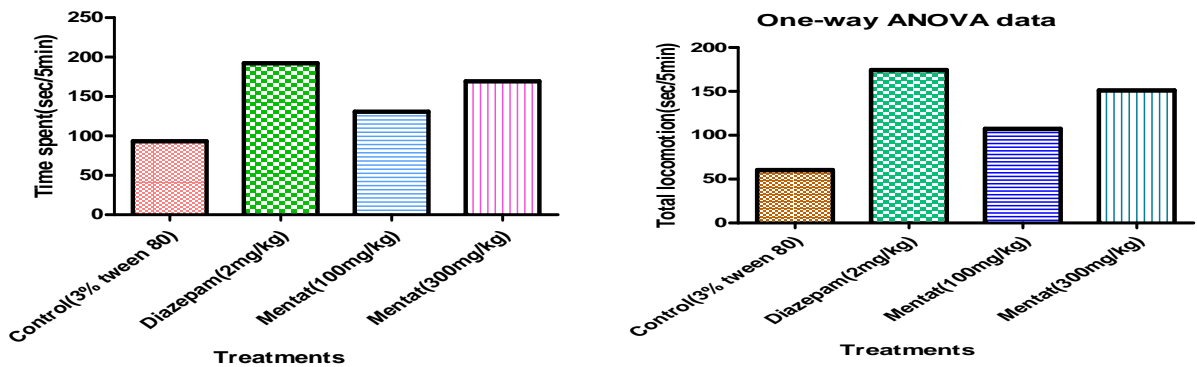 Time spent(sec/5min)
250
200
150
100
50
0
Control(3% tween 80)
Diazepam(2mg/kg)
Mentat(100mg/kg)
Mentat(300mg/kg)
Treatments
One-way ANOVA data
Total locomotion(sec/5min)
200
150
100
50
0
Control(3% tween 80)
Diazepam(2mg/kg)
Mentat(100mg/kg)
Mentat(300mg/kg)
Treatments